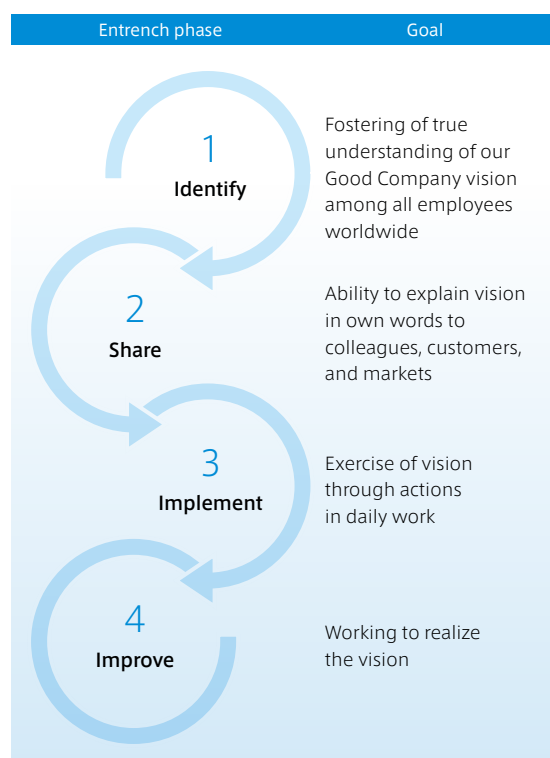 Entrench phase
Goal
1
Identify
Fostering of true
understanding of our
Good Company vision
among all employees
worldwide
2
Share
Ability to explain vision
in own words to
colleagues, customers,
and markets
3
Implement
Exercise of vision
through actions
in daily work
4
Improve
Working to realize
the vision